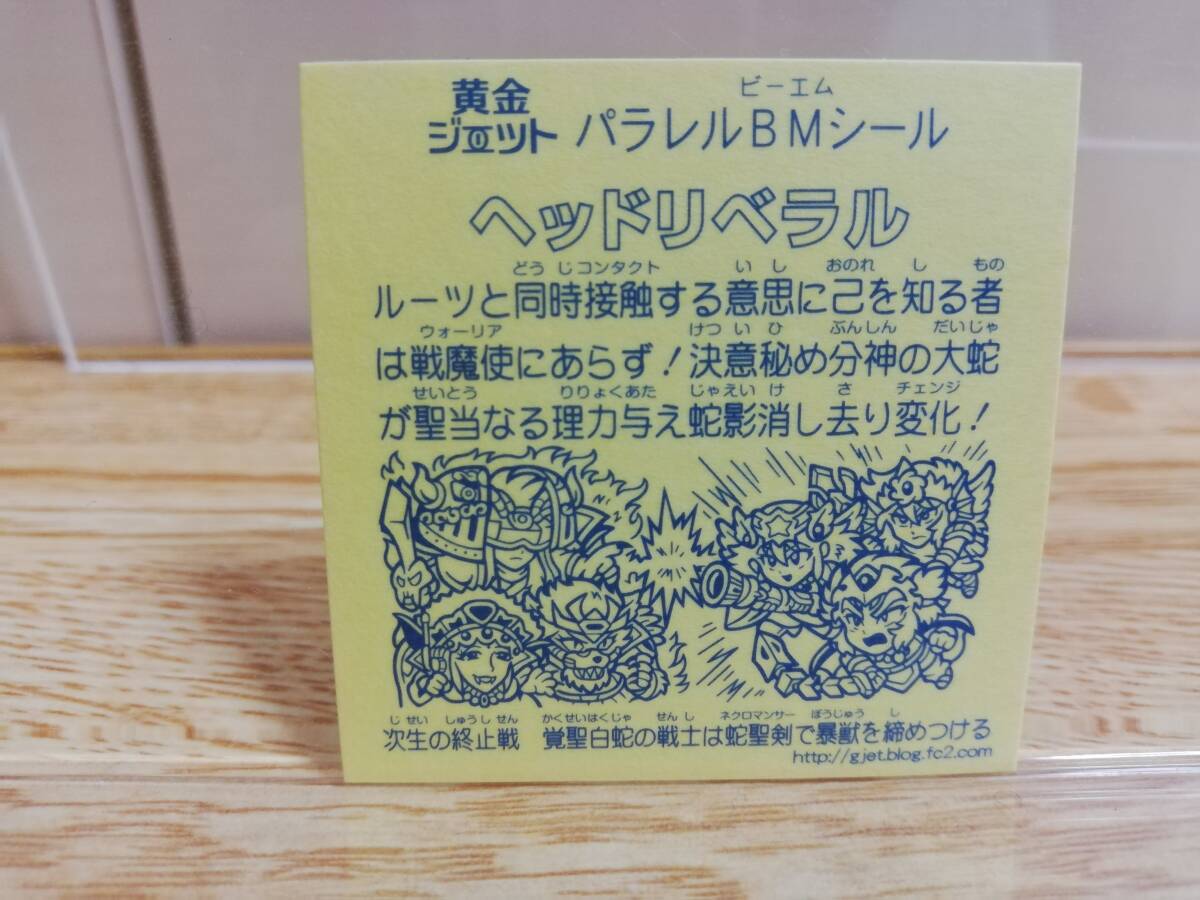 黄金
ジェット
ビーエム
パラレルBMシール
ヘッドリベラル
どうじコンタクト いし おのれ し もの
ルーツと同時接触する意思に己を知る者
ウォーリア けついひ ぶんしん だいじゃ
は戦魔使にあらず!決意秘め分神の大蛇
せいとう りりょくあた じゃえいけ さ チェンジ
が聖当なる理力与え蛇影消し去り変化!
じせい しゅうしせん かくせいはくじゃ せんし ネクロマンサー ぼうじゅう し
次生の終止戦 覚聖白蛇の戦士は蛇聖剣で暴獣を締めつける
http://gjet.blog.fc2.com